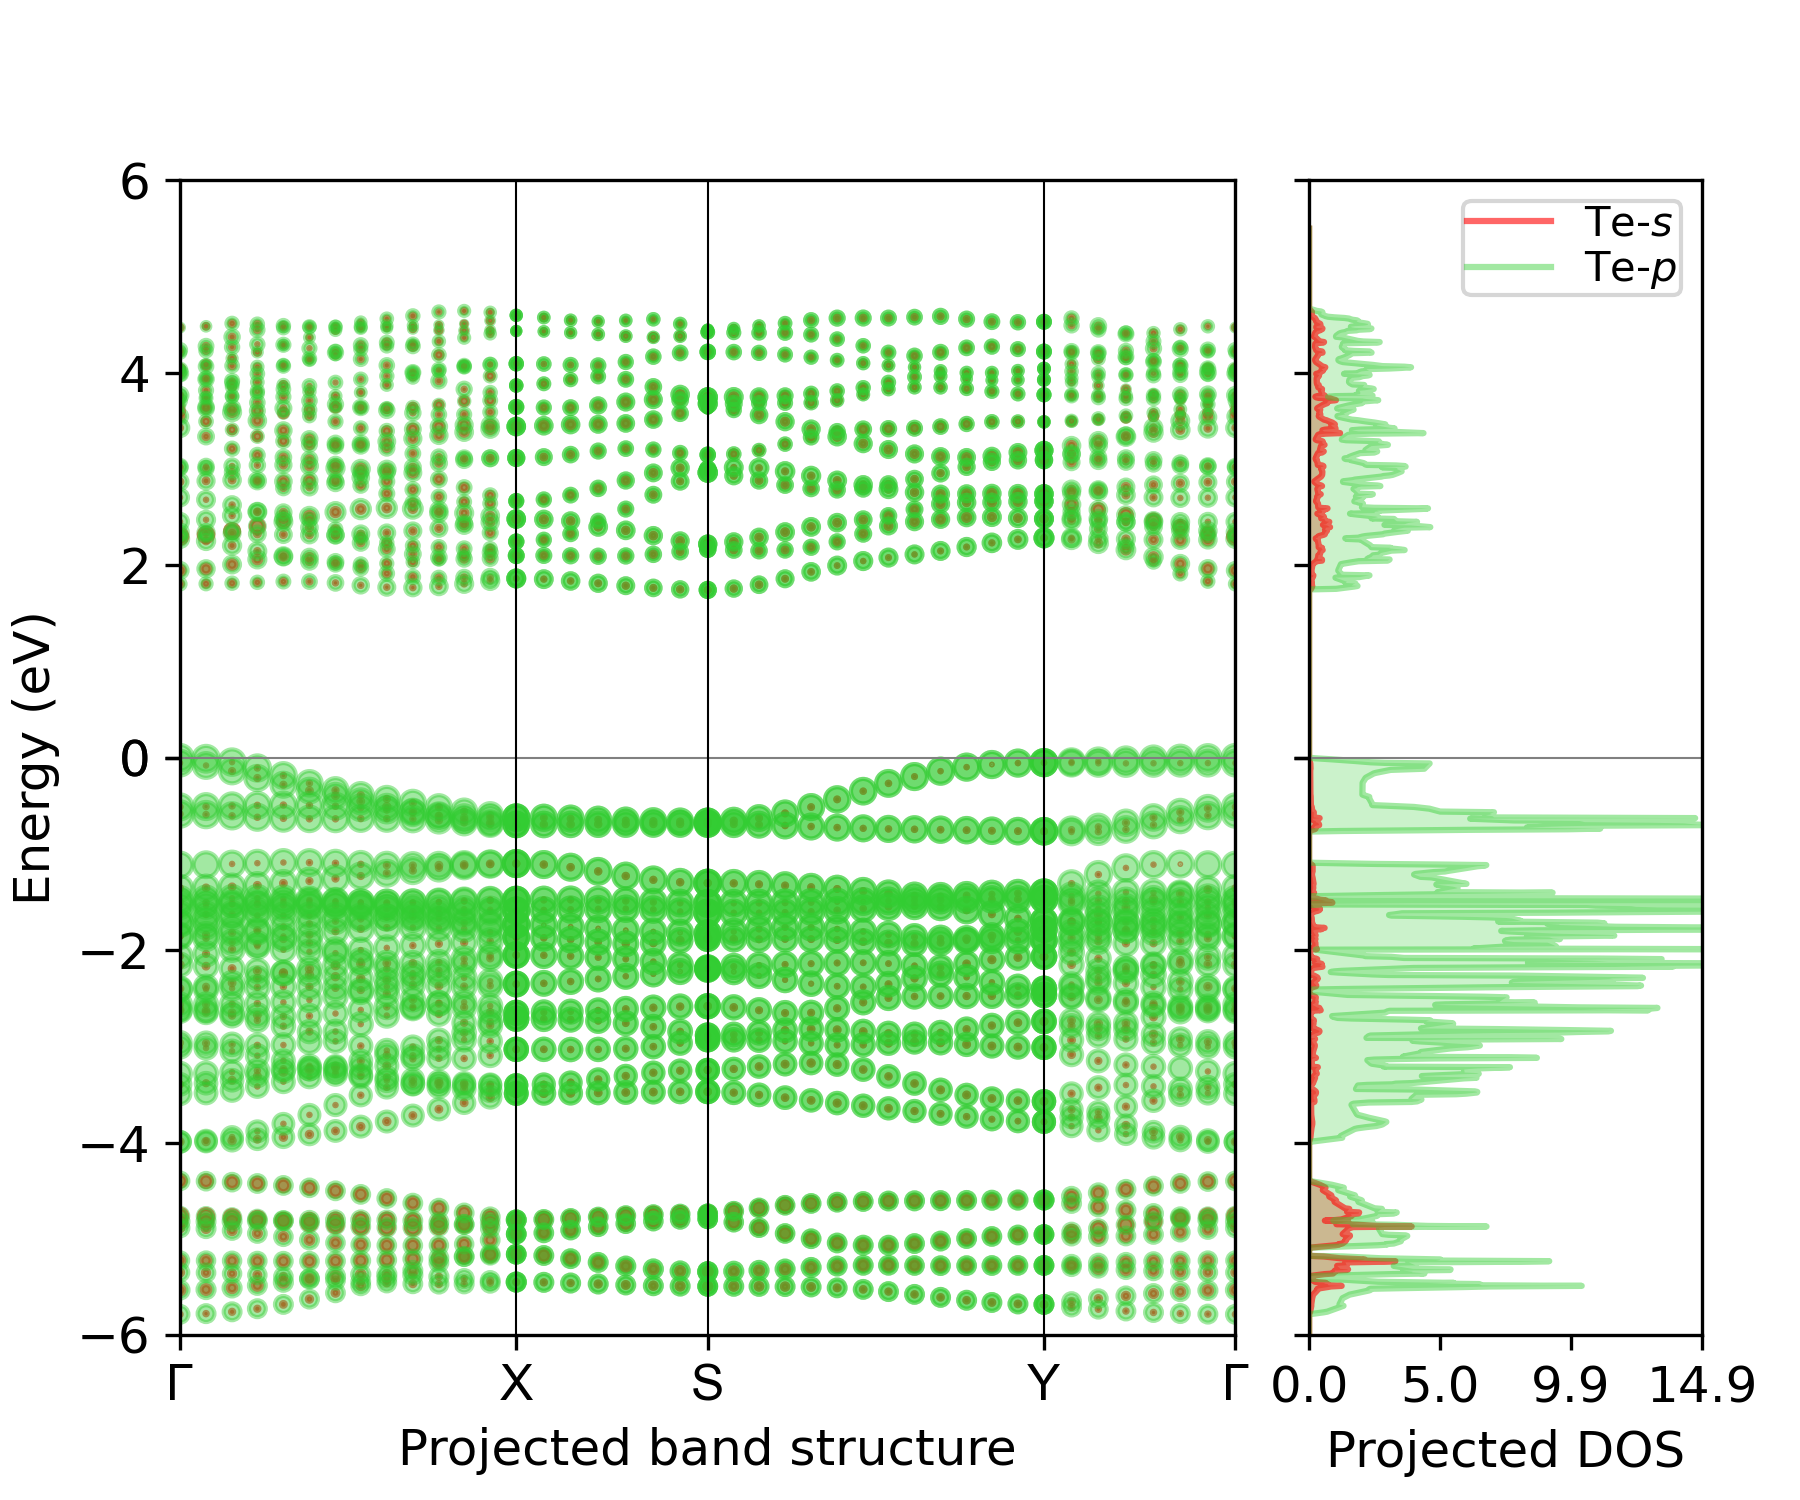 6
4
2
0
−2
−4
−6
Energy (eV)
Γ X S Y Γ
Projected band structure
Te-s
Te-p
0.0 5.0 9.9 14.9
Projected DOS